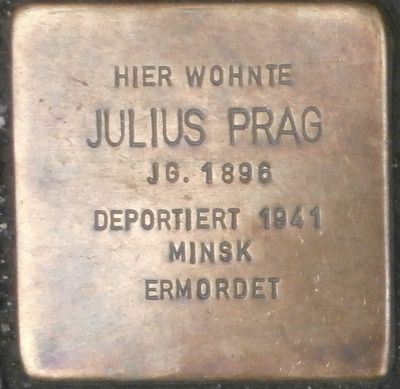 HIER WOHNTE
JULIUS PRAG
JG. 1896
DEPORTIERT 1941
MINSK
ERMORDET